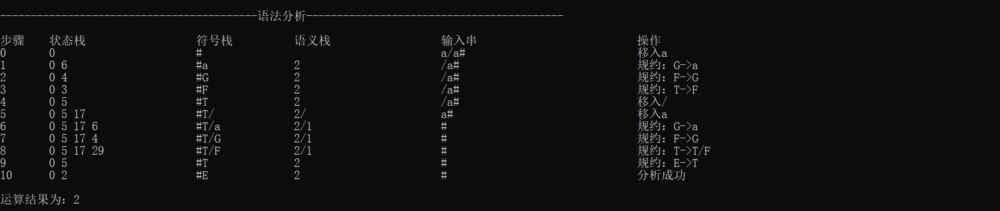 ------------------------------------------语法分析------------------------------------------
步骤 状态栈 符号栈 语义栈 输入串 操作
0 0 # a/a# 移入a
1 0 6 #a 2 /a# 规约: G->a
2 0 4 #G 2 /a# 规约: F->G
3 0 3 #F 2 /a# 规约: T->F
4 0 5 #T 2 /a# 移入/
5 0 5 17 #T/ 2/ a# 移入a
6 0 5 17 6 #T/a 2/1 # 规约: G->a
7 0 5 17 4 #T/G 2/1 # 规约: F->G
8 0 5 17 29 #T/F 2/1 # 规约: T->T/F
9 0 5 #T 2 # 规约: E->T
10 0 2 #E 2 # 分析成功
运算结果为: 2